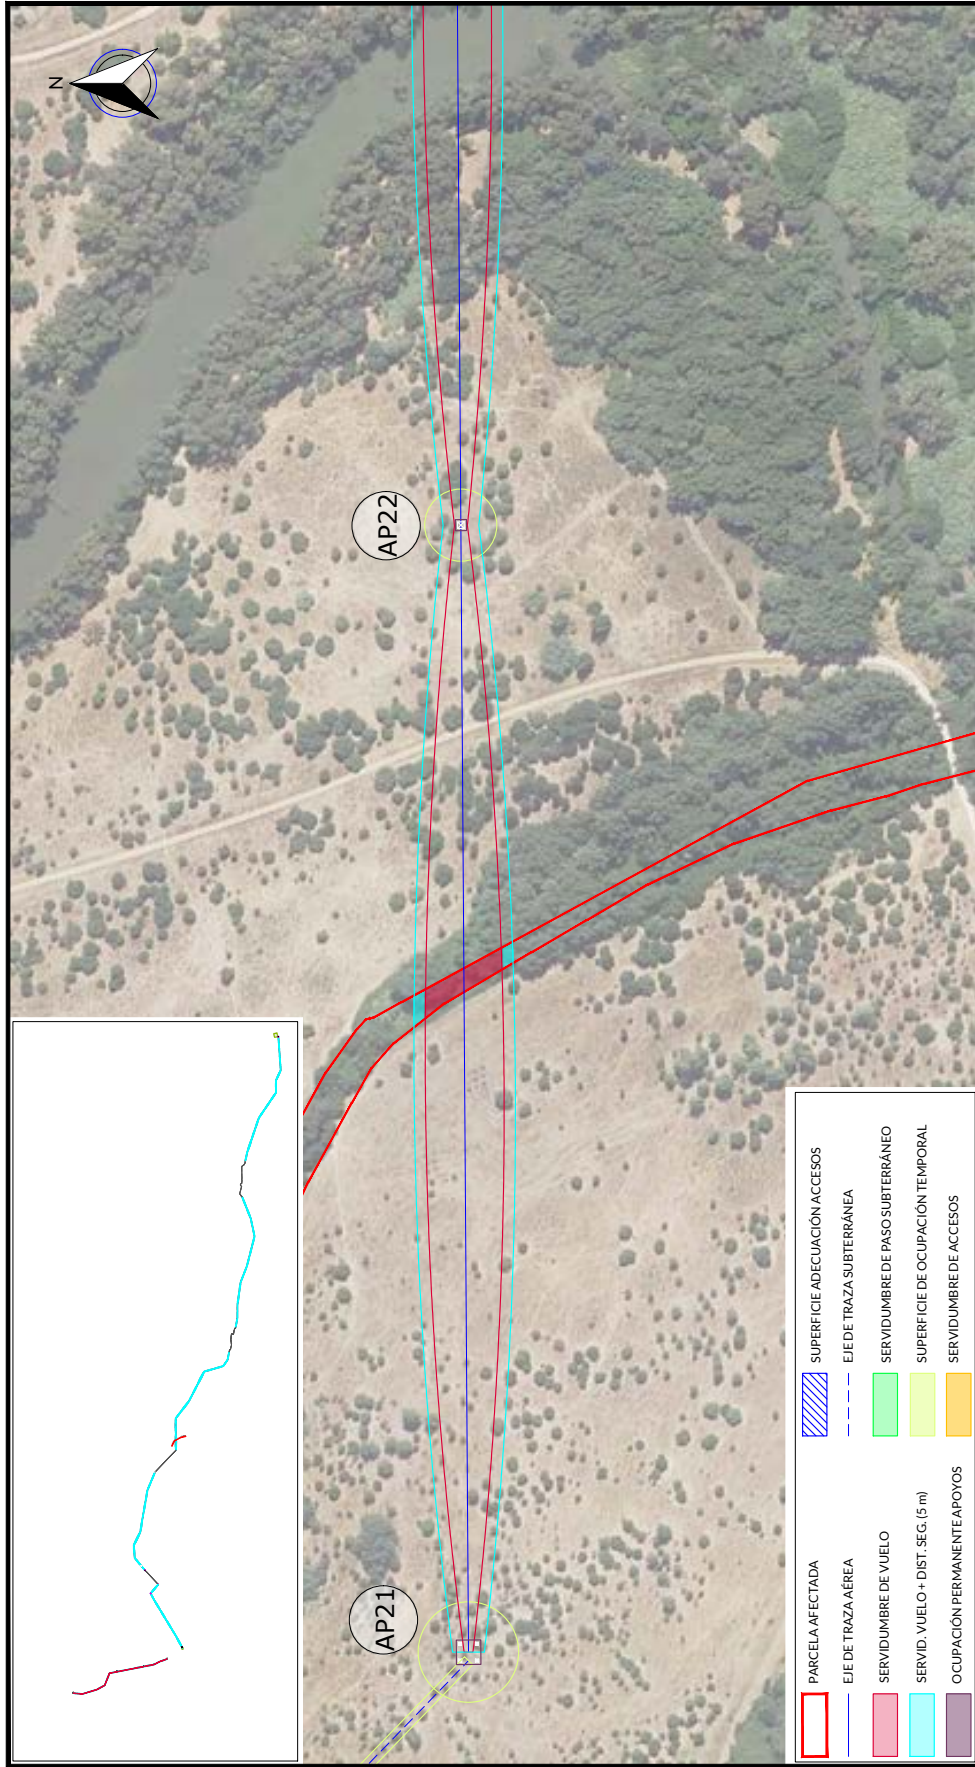 N
AP22
AP21
PARCELA AFECTADA
EJE DE TRAZA AÉREA
SERVIDUMBRE DE VUELO
SERVID. VUELO + DIST. SEG. (5 m)
OCUPACIÓN PERMANENTE APOYOS
SUPERFICIE ADECUACIÓN ACCESOS
EJE DE TRAZA SUBTERRÁNEA
SERVIDUMBRE DE PASO SUBTERRÁNEO
SUPERFICIE DE OCUPACIÓN TEMPORAL
SERVIDUMBRE DE ACCESOS